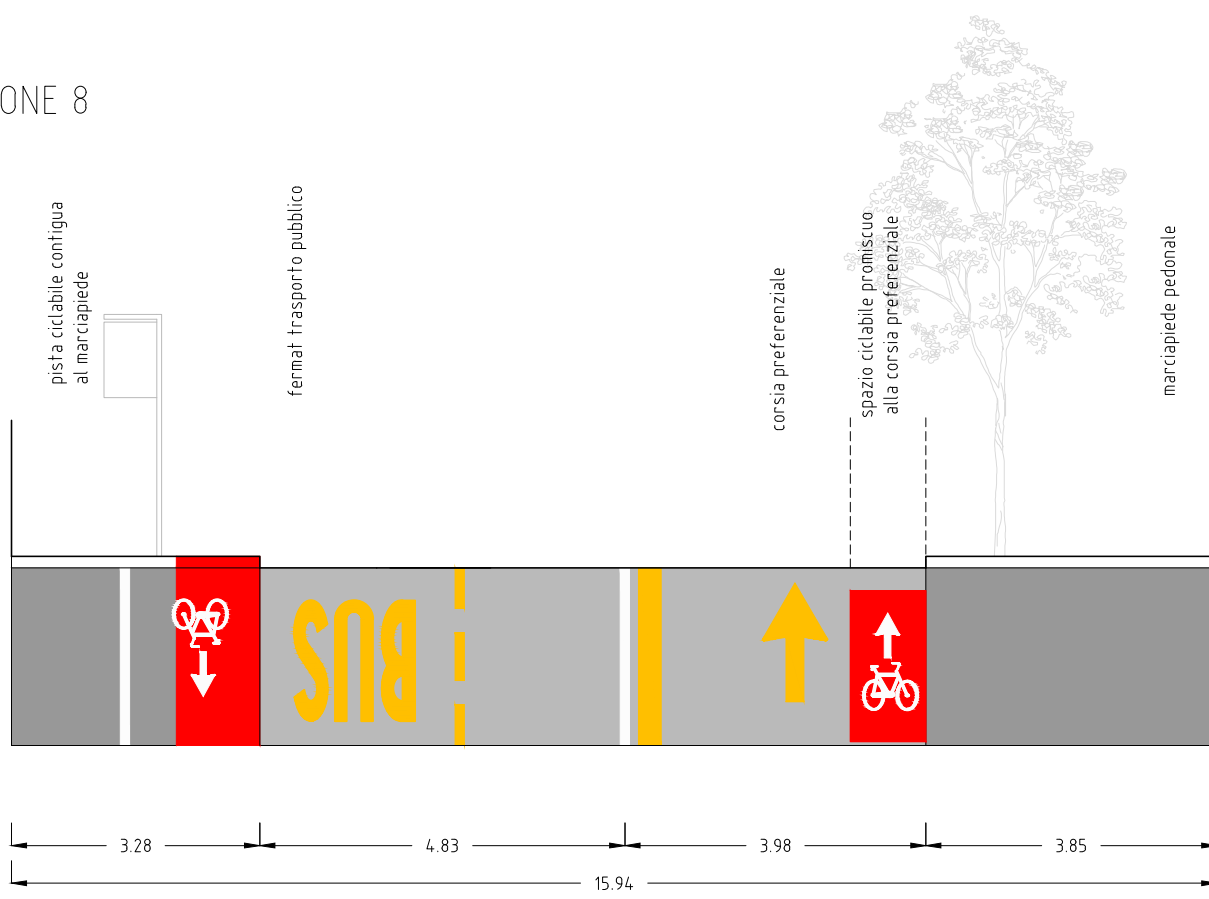 ONE 8
pista ciclabile contigua
al marciapiede
fermat trasporto pubblico
corsia preferenziale
spazio ciclabile promiscuo
alla corsia preferenziale
marciapiede pedonale
BUS
3.28
4.83
3.98
3.85
15.94